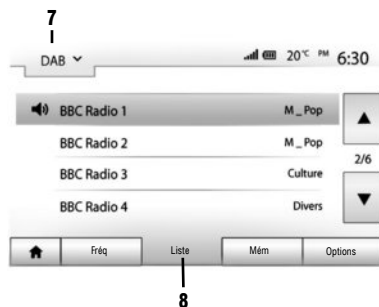 7
DAB 20°C PM 6:30
BBC Radio 1 M_Pop
BBC Radio 2 M_Pop
2/6
BBC Radio 3 Culture
BBC Radio 4 Divers
Fréq Liste Mém Options
8